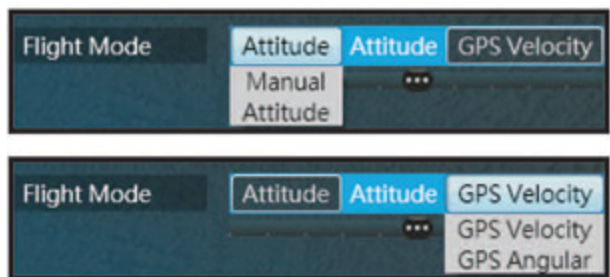 Flight Mode Attitude Attitude GPS Velocity
Manual
Attitude
Flight Mode Attitude Attitude GPS Velocity
GPS Velocity
GPS Angular